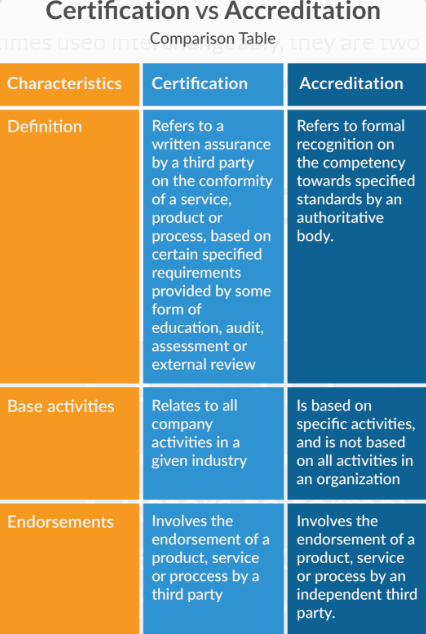 Certification vs Accreditation
times used interchangeably, they are two
Comparison Table
Characteristics
Certification
Accreditation
Definition
Refers to a
written assurance
by a third party
on the conformity
of a service,
product or
process, based on
certain specified
requirements
provided by some
form of
education, audit,
assessment or
external review
Refers to formal
recognition on
the competency
towards specified
standards by an
authoritative
body.
Base activities
Relates to all
company
activities in a
given industry
Is based on
specific activities,
and is not based
on all activities in
an organization
Endorsements
Involves the
endorsement of a
product, service
or proccess by a
third party
Involves the
endorsement of a
product, service
or process by an
independent third
party.